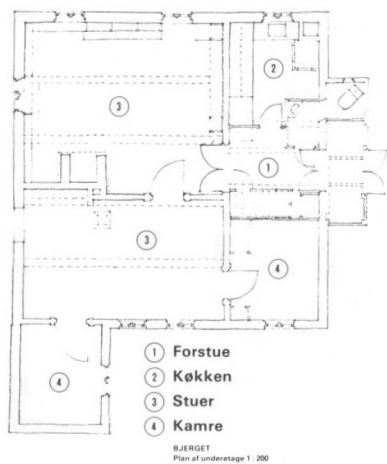 2
3
1
3
4
4
1 Forstue
2 Køkken
3 Stuer
4 Kamre
BJERGET
Plan af underetage 1 : 200